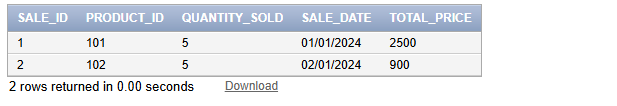 SALE_ID PRODUCT_ID QUANTITY_SOLD SALE_DATE TOTAL_PRICE
1 101 5 01/01/2024 2500
2 102 5 02/01/2024 900
2 rows returned in 0.00 seconds Download